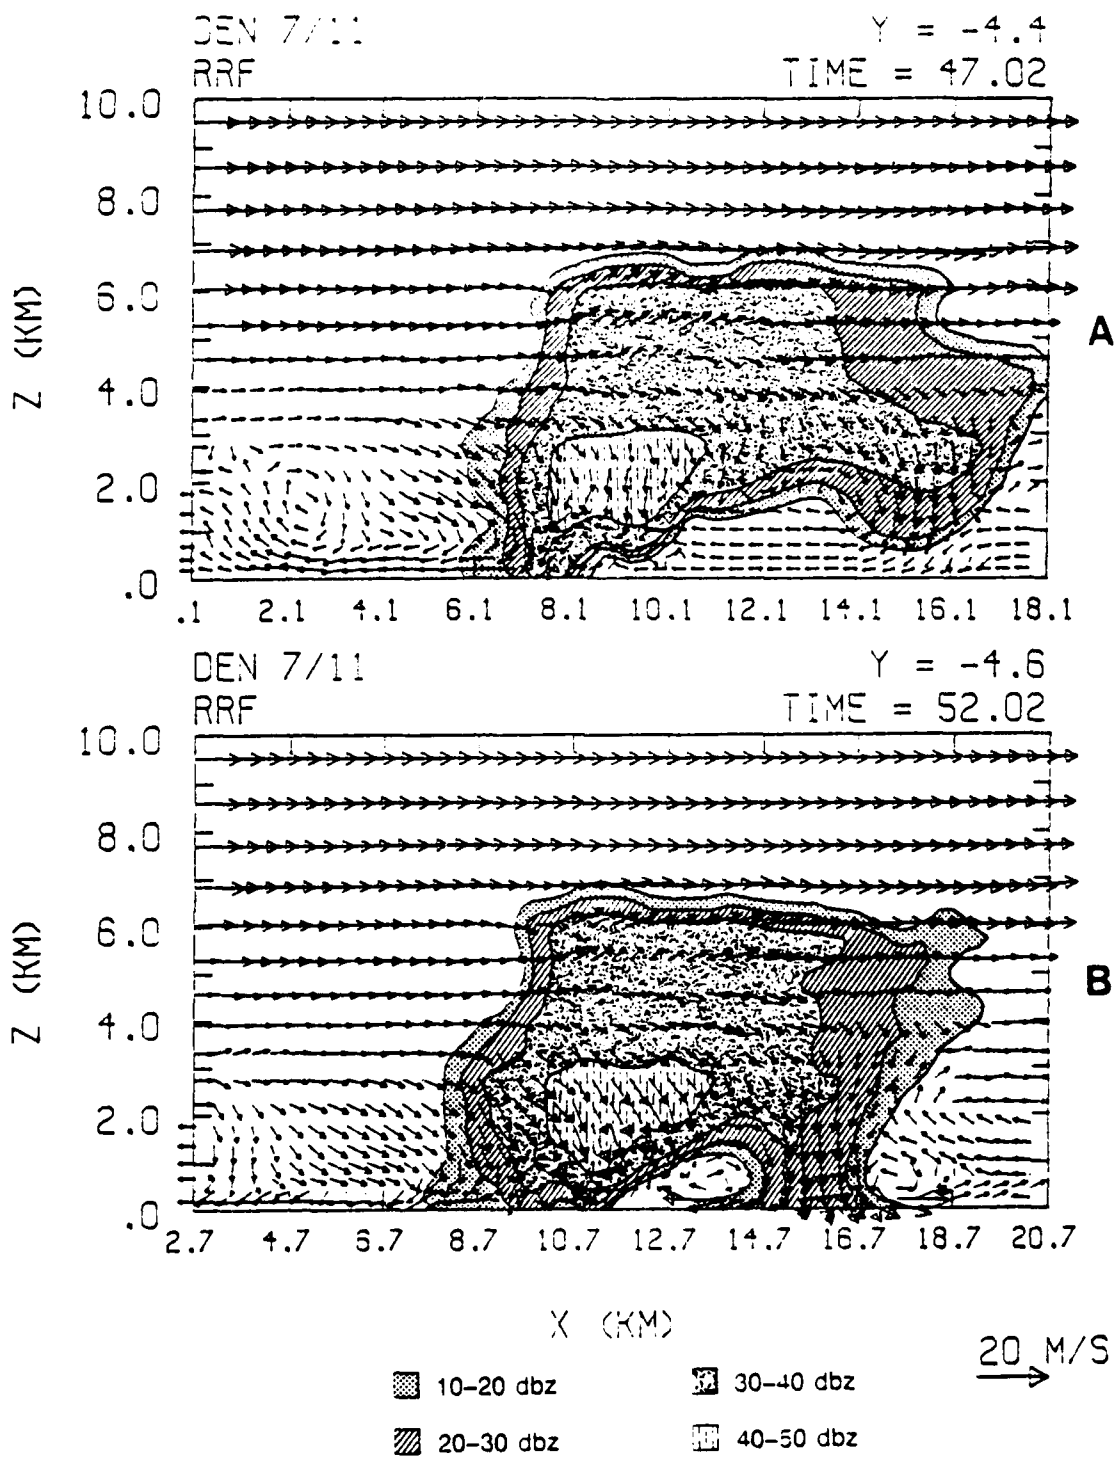 DEN 7/11 Y = -4.4
RRF TIME = 47.02
10.0
8.0
6.0
4.0
2.0
.0
Z (KM)
A
.1 2.1 4.1 6.1 8.1 10.1 12.1 14.1 16.1 18.1
DEN 7/11 Y = -4.6
RRF TIME = 52.02
10.0
8.0
6.0
4.0
2.0
.0
Z (KM)
B
2.7 4.7 6.7 8.7 10.7 12.7 14.7 16.7 18.7 20.7
X (KM)
20 M/S
10-20 dbz 30-40 dbz
20-30 dbz 40-50 dbz